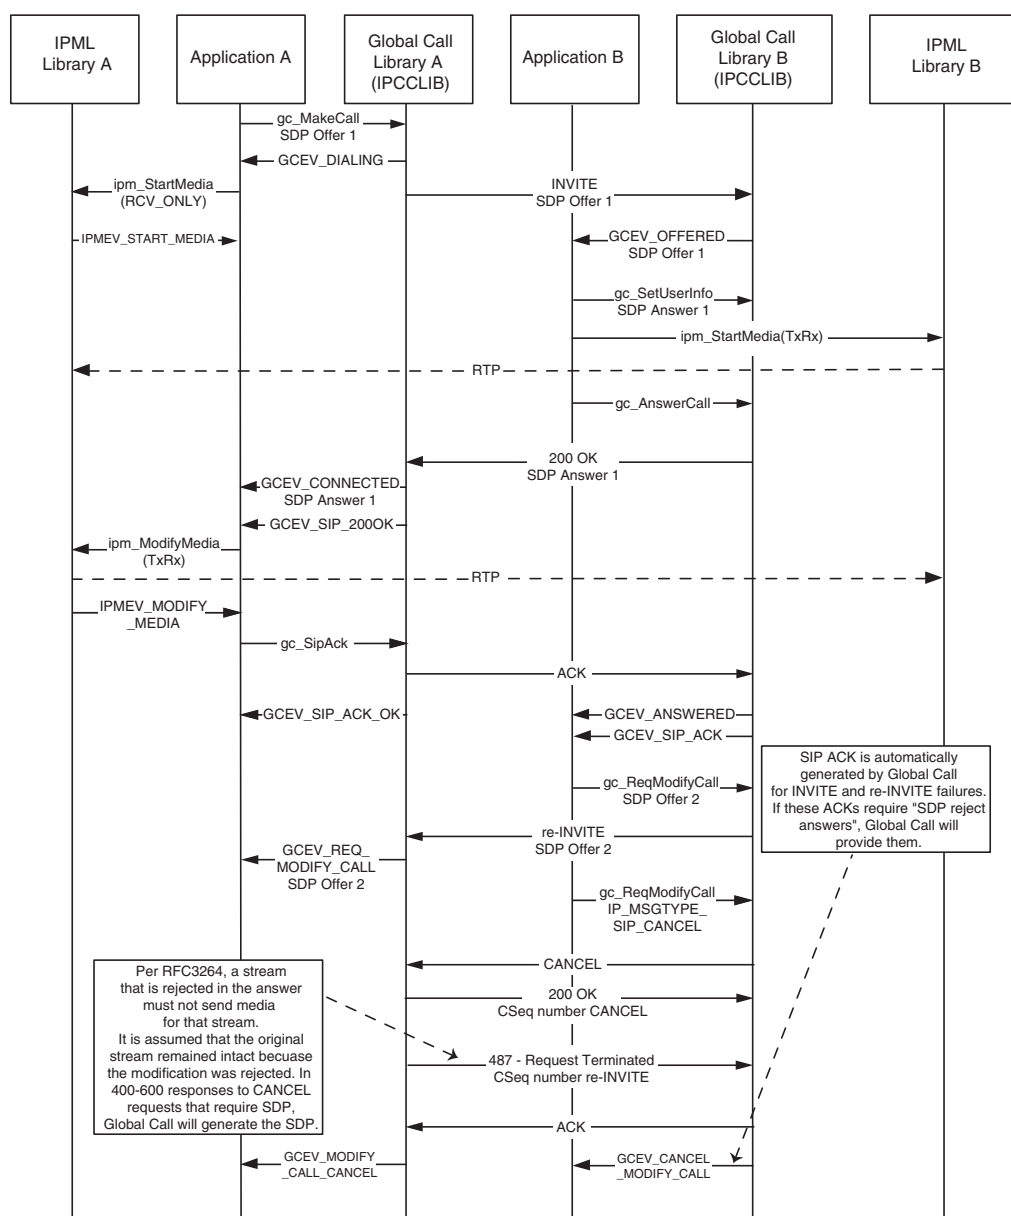 IPML
Library A
Application A
Global Call
Library A
(IPCCLIB)
Application B
Global Call
Library B
(IPCCLIB)
IPML
Library B
gc_MakeCall
SDP Offer 1
GCEV_DIALING
ipm_StartMedia
(RCV_ONLY)
INVITE
SDP Offer 1
IPMEV_START_MEDIA
GCEV_OFFERED
SDP Offer 1
gc_SetUserInfo
SDP Answer 1
ipm_StartMedia(TxRx)
RTP
gc_AnswerCall
200 OK
SDP Answer 1
GCEV_CONNECTED
SDP Answer 1
GCEV_SIP_200OK
ipm_ModifyMedia
(TxRx)
RTP
IPMEV_MODIFY
_MEDIA
gc_SipAck
ACK
GCEV_SIP_ACK_OK
GCEV_ANSWERED
GCEV_SIP_ACK
SIP ACK is automatically
generated by Global Call
for INVITE and re-INVITE failures.
If these ACKs require "SDP reject
answers", Global Call will
provide them.
gc_ReqModifyCall
SDP Offer 2
re-INVITE
SDP Offer 2
GCEV_REQ_
MODIFY_CALL
SDP Offer 2
gc_ReqModifyCall
IP_MSGTYPE_
SIP_CANCEL
CANCEL
Per RFC3264, a stream
that is rejected in the answer
must not send media
for that stream.
It is assumed that the original
stream remained intact becuase
the modification was rejected. In
400-600 responses to CANCEL
requests that require SDP,
Global Call will generate the SDP.
200 OK
CSeq number CANCEL
487 - Request Terminated
CSeq number re-INVITE
ACK
GCEV_MODIFY
_CALL_CANCEL
GCEV_CANCEL
_MODIFY_CALL